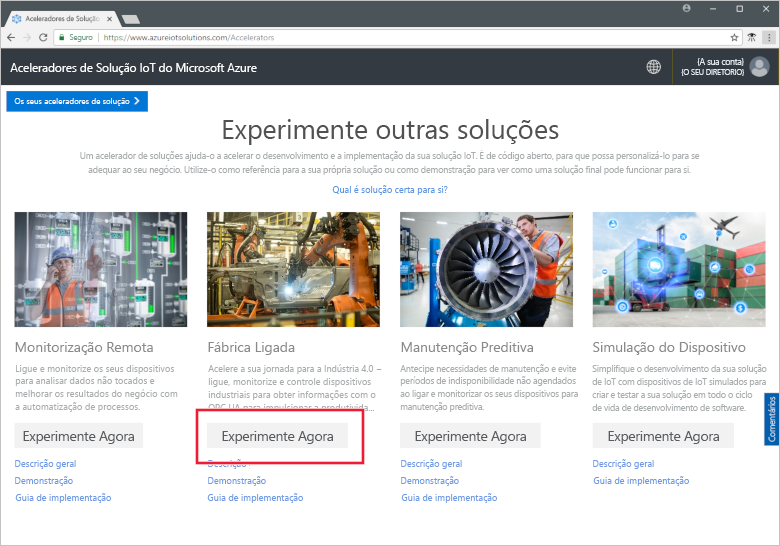 Aceleradores de Solução
Seguro
https://www.azureiotsolutions.com/Accelerators
Aceleradores de Solução IoT do Microsoft Azure
{A sua conta}
{O SEU DIRETORIO}
Os seus aceleradores de solução
Experimente outras soluções
Um acelerador de soluções ajuda-o a acelerar o desenvolvimento e a implementação da sua solução IoT. É de código aberto, para que possa personalizá-lo para se
adequar ao seu negócio. Utilize-o como referência para a sua própria solução ou como demonstração para ver como uma solução final pode funcionar para si.
Qual é solução certa para si?
Monitorização Remota
Ligue e monitorize os seus dispositivos
para analisar dados não tocados e
melhorar os resultados do negócio com
a automatização de processos.
Experimente Agora
Descrição geral
Demonstração
Guia de implementação
Fábrica Ligada
Acelere a sua jornada para a Indústria 4.0 –
ligue, monitorize e controle dispositivos
industriais para obter informações com o
OPC UA para impulsionar a produtivida...
Experimente Agora
Descrição
Demonstração
Guia de implementação
Manutenção Preditiva
Antecipe necessidades de manutenção e evite
períodos de indisponibilidade não agendados
ao ligar e monitorizar os seus dispositivos para
manutenção preditiva.
Experimente Agora
Descrição geral
Demonstração
Guia de implementação
Simulação do Dispositivo
Simplifique o desenvolvimento da sua solução
de IoT com dispositivos de IoT simulados para
criar e testar a sua solução em todo o ciclo
de vida de desenvolvimento de software.
Experimente Agora
Descrição geral
Guia de implementação
Comentários